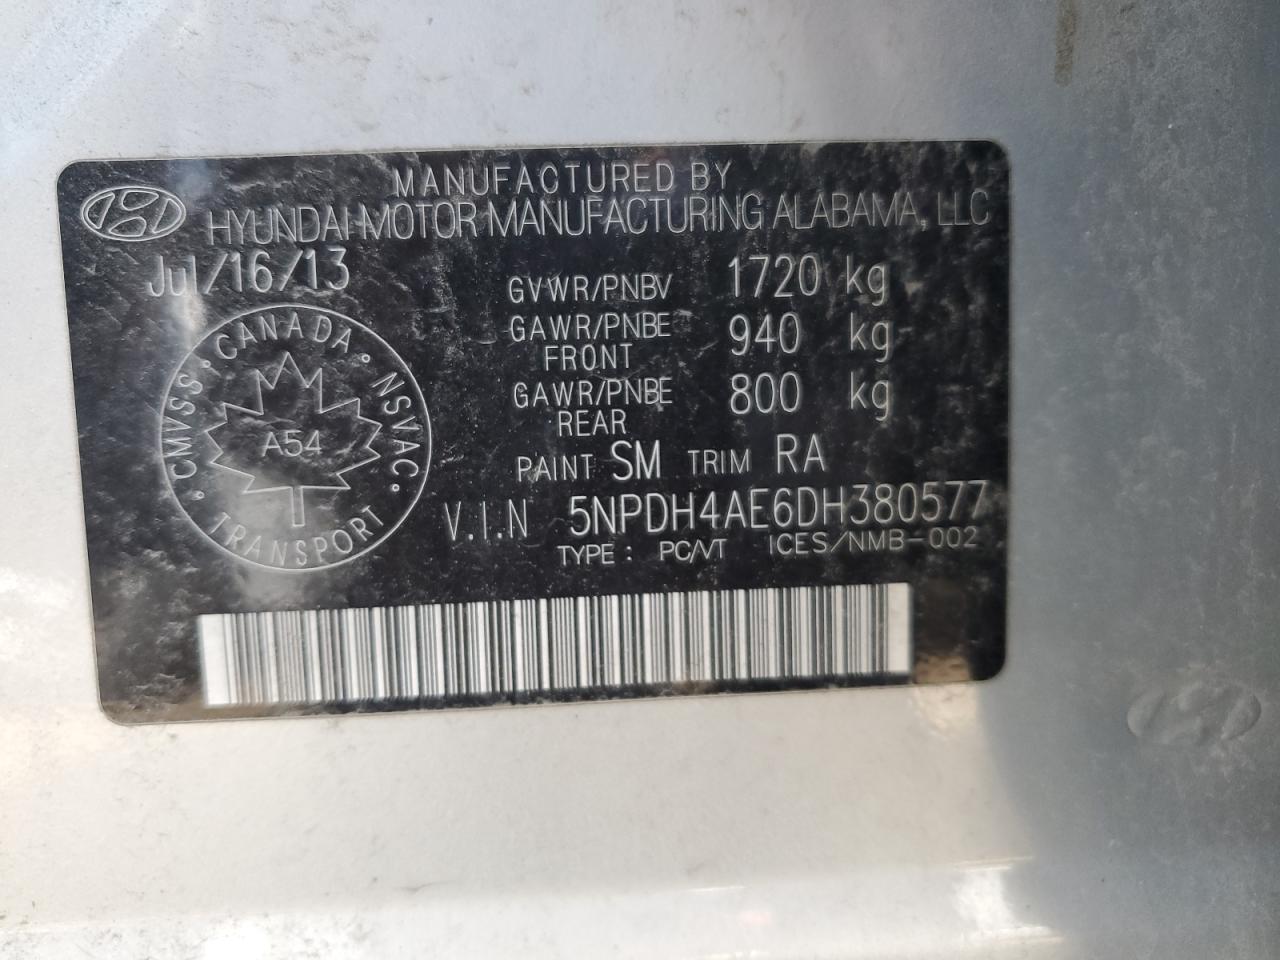 MANUFACTURED BY
HYUNDAI MOTOR MANUFACTURING ALABAMA, LLC
Jul/16/13
GVWR/PNBV 1720 kg
GAWR/PNBE FRONT 940 kg
GAWR/PNBE REAR 800 kg
PAINT SM TRIM RA
V.I.N 5NPDH4AE6DH380577
TYPE: PC/VT ICES/NMB-002
CANADA
CMVSS
NSVAC
A54
TRANSPORT